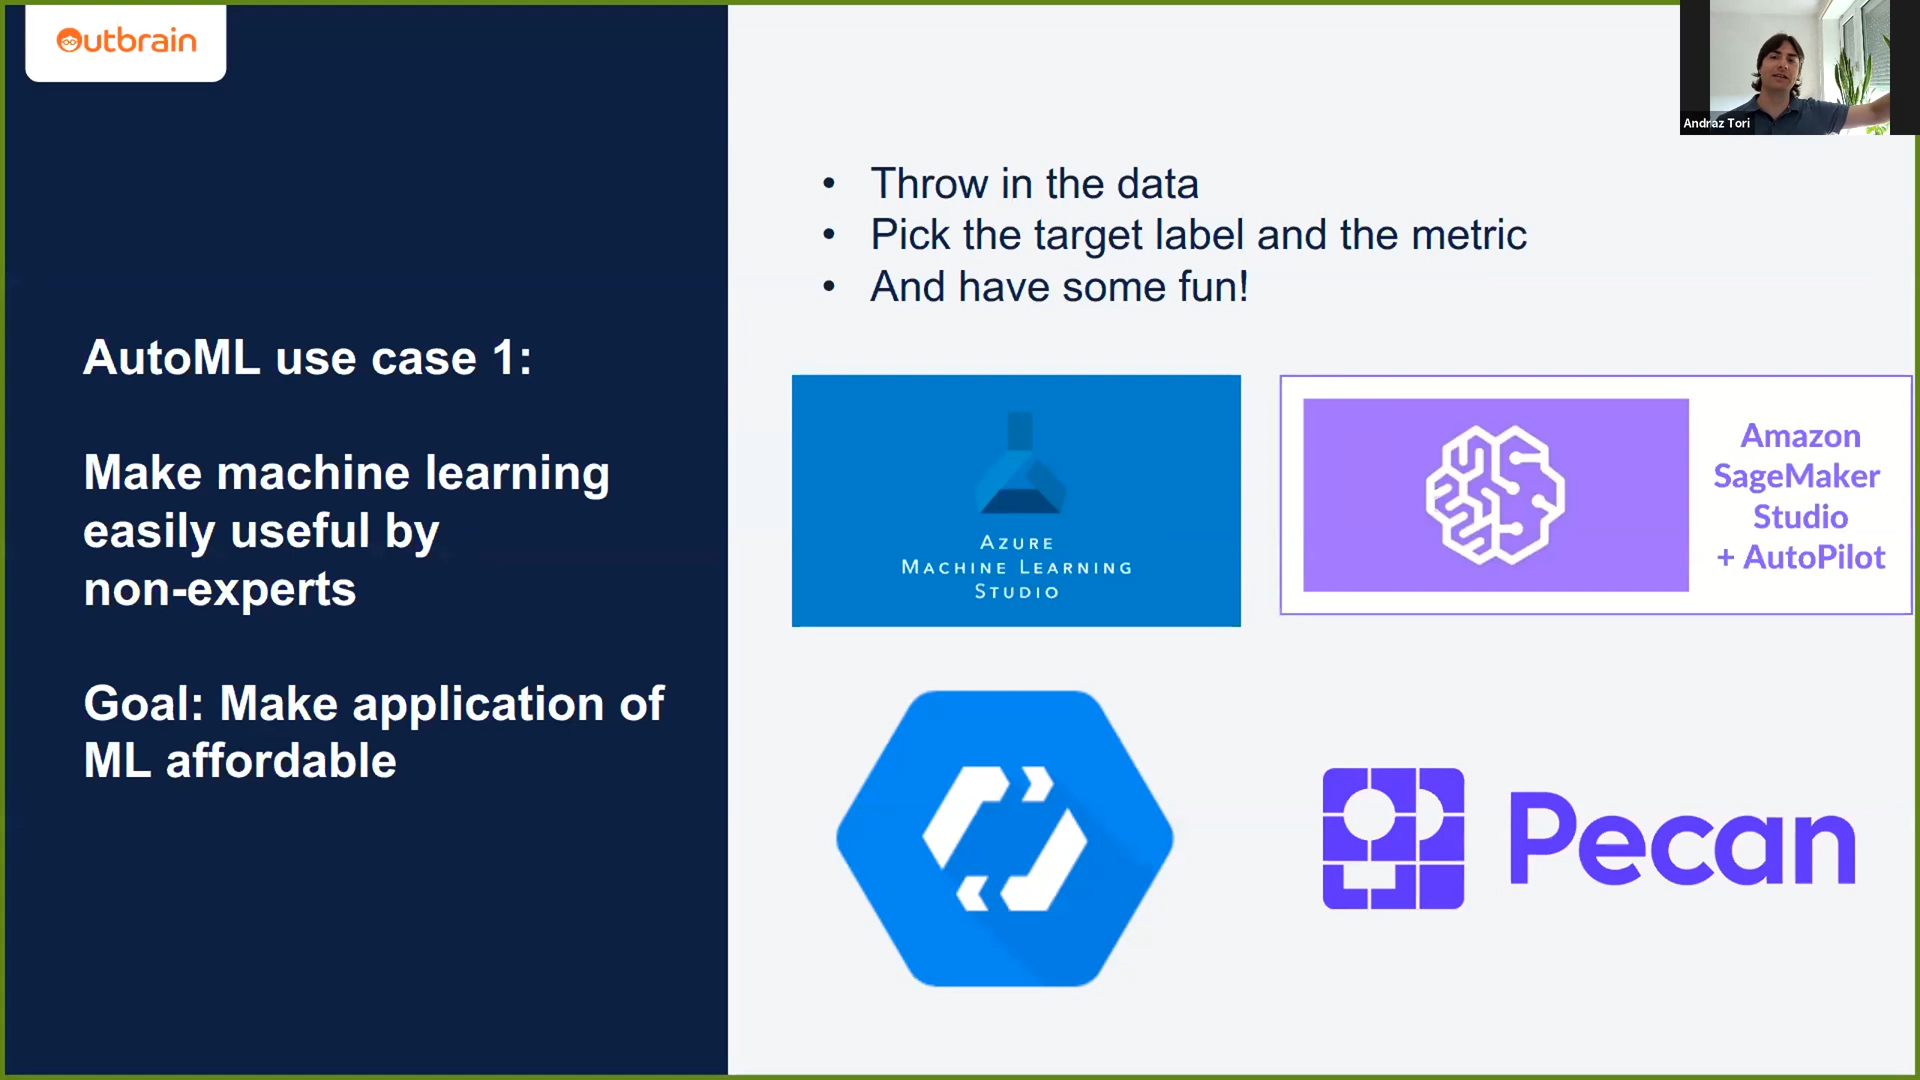 Outbrain
Andraz Tori
AutoML use case 1:
Make machine learning
easily useful by
non-experts
Goal: Make application of
ML affordable
• Throw in the data
• Pick the target label and the metric
• And have some fun!
AZURE
MACHINE LEARNING
STUDIO
Amazon
SageMaker
Studio
+ AutoPilot
Pecan